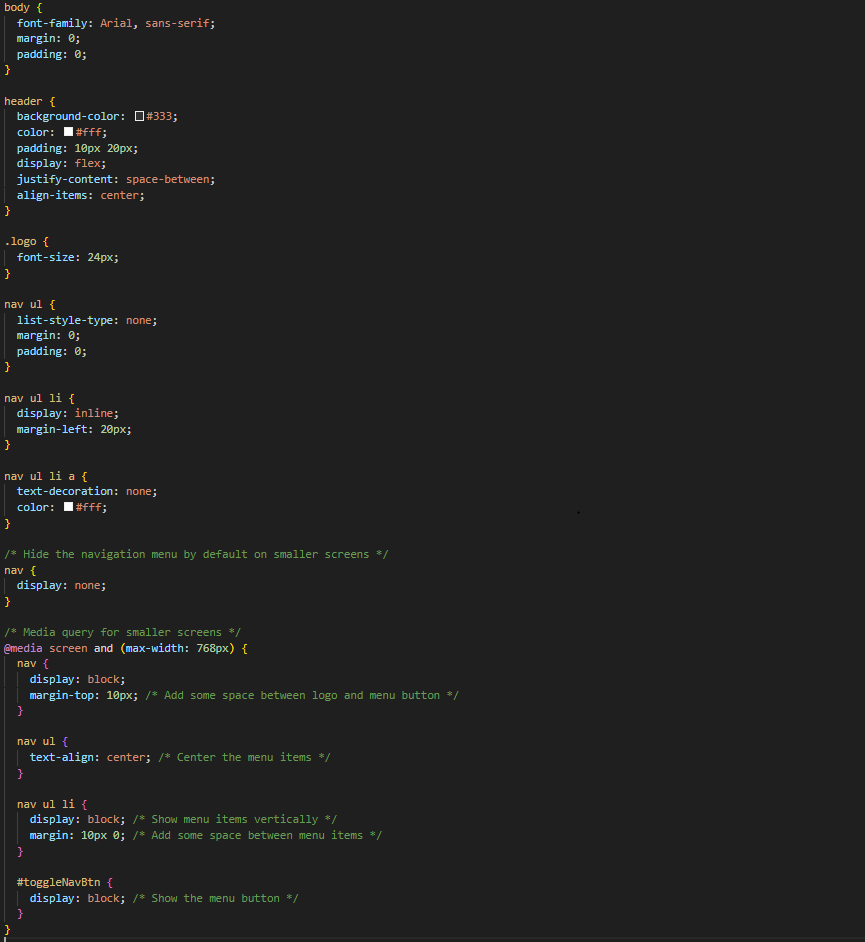 body {
  font-family: Arial, sans-serif;
  margin: 0;
  padding: 0;
}

header {
  background-color: #333;
  color: #fff;
  padding: 10px 20px;
  display: flex;
  justify-content: space-between;
  align-items: center;
}

.logo {
  font-size: 24px;
}

nav ul {
  list-style-type: none;
  margin: 0;
  padding: 0;
}

nav ul li {
  display: inline;
  margin-left: 20px;
}

nav ul li a {
  text-decoration: none;
  color: #fff;
}

/* Hide the navigation menu by default on smaller screens */
nav {
  display: none;
}

/* Media query for smaller screens */
@media screen and (max-width: 768px) {
  nav {
    display: block;
    margin-top: 10px; /* Add some space between logo and menu button */
  }

  nav ul {
    text-align: center; /* Center the menu items */
  }

  nav ul li {
    display: block; /* Show menu items vertically */
    margin: 10px 0; /* Add some space between menu items */
  }

  #toggleNavBtn {
    display: block; /* Show the menu button */
  }
}